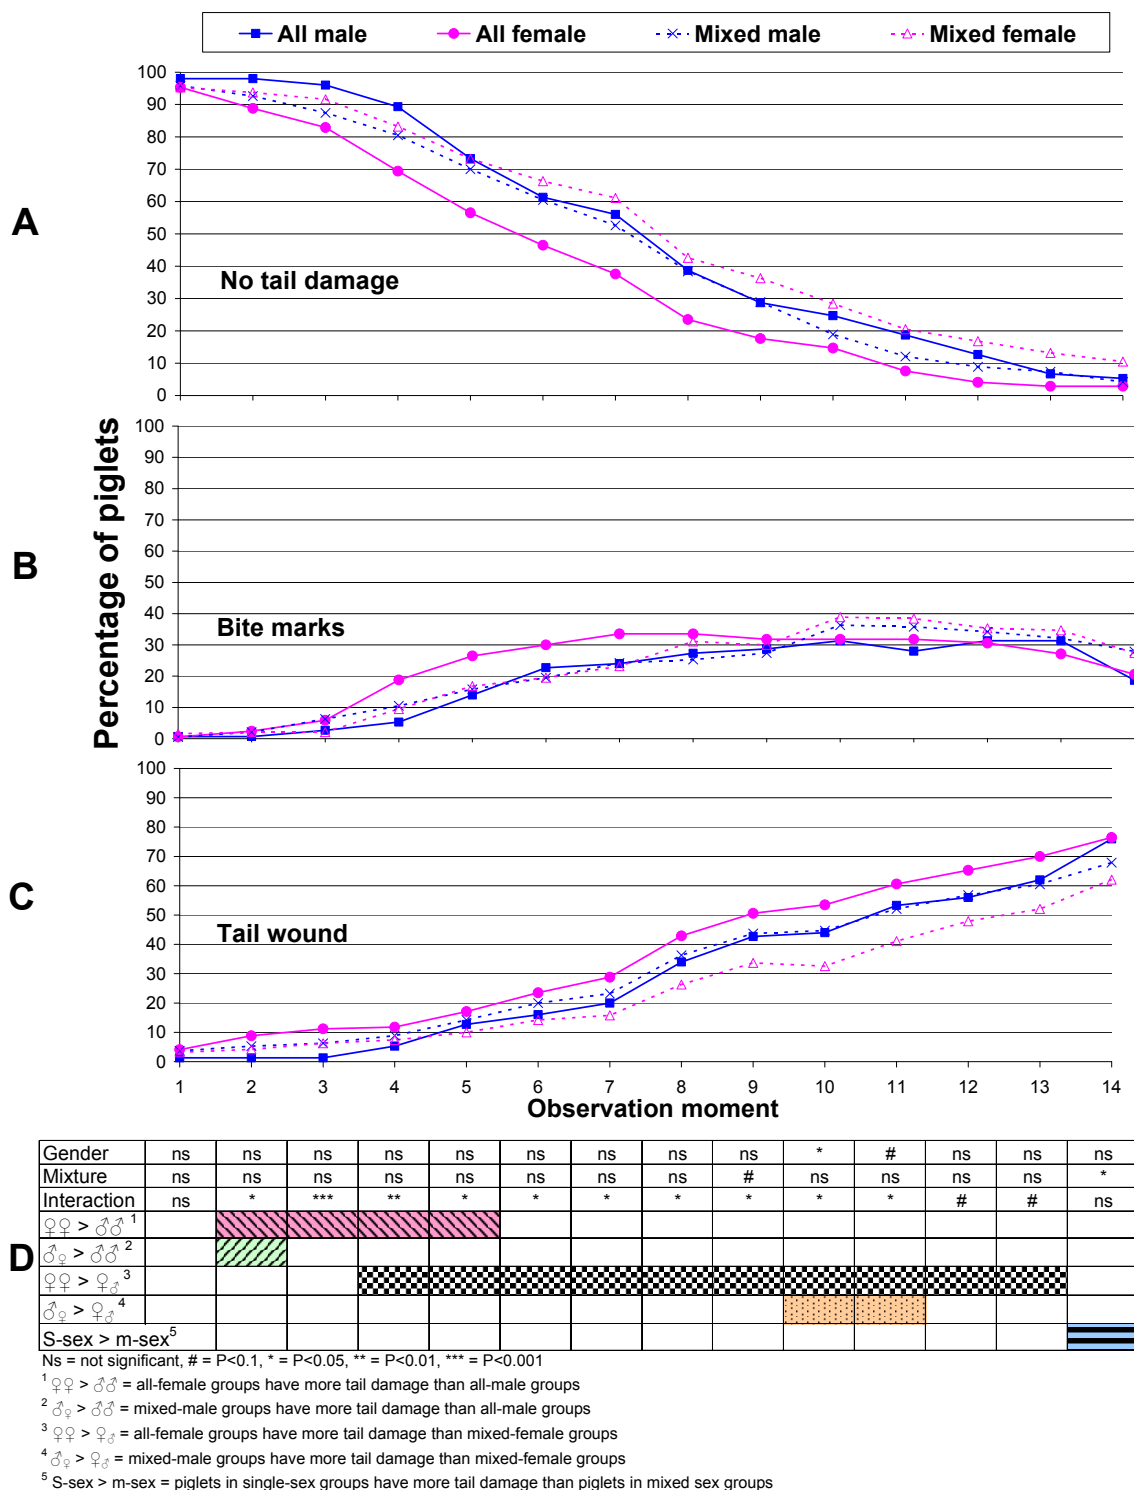 All male All female Mixed male Mixed female
A
100
90
80
70
60
50
40
30
20
10
0
No tail damage
Percentage of piglets
B
100
90
80
70
60
50
40
30
20
10
0
Bite marks
C
100
90
80
70
60
50
40
30
20
10
0
Tail wound
1 2 3 4 5 6 7 8 9 10 11 12 13 14
Observation moment
D
Gender ns ns ns ns ns ns ns ns ns * # ns ns ns
Mixture ns ns ns ns ns ns ns ns # ns ns ns ns *
Interaction ns * *** ** * * * * * * * # # ns
♀♀ > ♂♂ 1
♂♀ > ♂♂ 2
♀♀ > ♀♂ 3
♂♀ > ♀♂ 4
S-sex > m-sex5
Ns = not significant, # = P<0.1, * = P<0.05, ** = P<0.01, *** = P<0.001
1 ♀♀ > ♂♂ = all-female groups have more tail damage than all-male groups
2 ♂♀ > ♂♂ = mixed-male groups have more tail damage than all-male groups
3 ♀♀ > ♀♂ = all-female groups have more tail damage than mixed-female groups
4 ♂♀ > ♀♂ = mixed-male groups have more tail damage than mixed-female groups
5 S-sex > m-sex = piglets in single-sex groups have more tail damage than piglets in mixed sex groups